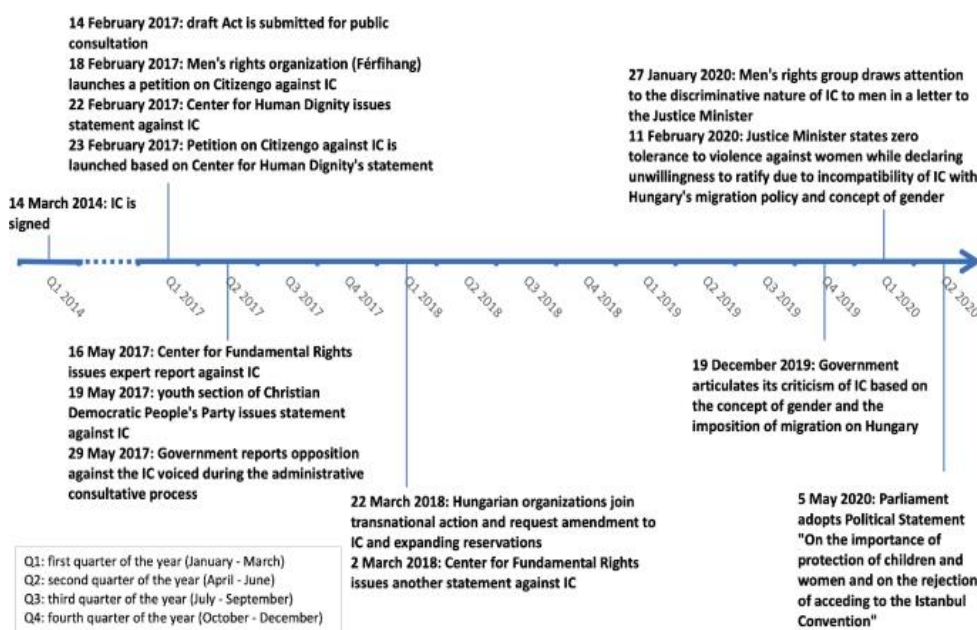 14 February 2017: draft Act is submitted for public
consultation
18 February 2017: Men's rights organization (Férfihang)
launches a petition on Citizengo against IC
22 February 2017: Center for Human Dignity issues
statement against IC
23 February 2017: Petition on Citizengo against IC is
launched based on Center for Human Dignity's statement
27 January 2020: Men's rights group draws attention
to the discriminative nature of IC to men in a letter to
the Justice Minister
11 February 2020: Justice Minister states zero
tolerance to violence against women while declaring
unwillingness to ratify due to incompatibility of IC with
Hungary's migration policy and concept of gender
14 March 2014: IC is
signed
Q1 2014
Q1 2017
Q2 2017
Q3 2017
Q4 2017
Q1 2018
Q2 2018
Q3 2018
Q4 2018
Q1 2019
Q2 2019
Q3 2019
Q4 2019
Q1 2020
Q2 2020
16 May 2017: Center for Fundamental Rights
issues expert report against IC
19 May 2017: youth section of Christian
Democratic People's Party issues statement
against IC
29 May 2017: Government reports opposition
against the IC voiced during the administrative
consultative process
22 March 2018: Hungarian organizations join
transnational action and request amendment to
IC and expanding reservations
2 March 2018: Center for Fundamental Rights
issues another statement against IC
19 December 2019: Government
articulates its criticism of IC based on
the concept of gender and the
imposition of migration on Hungary
5 May 2020: Parliament
adopts Political Statement
"On the importance of
protection of children and
women and on the rejection
of acceding to the Istanbul
Convention"
Q1: first quarter of the year (January - March)
Q2: second quarter of the year (April - June)
Q3: third quarter of the year (July - September)
Q4: fourth quarter of the year (October - December)